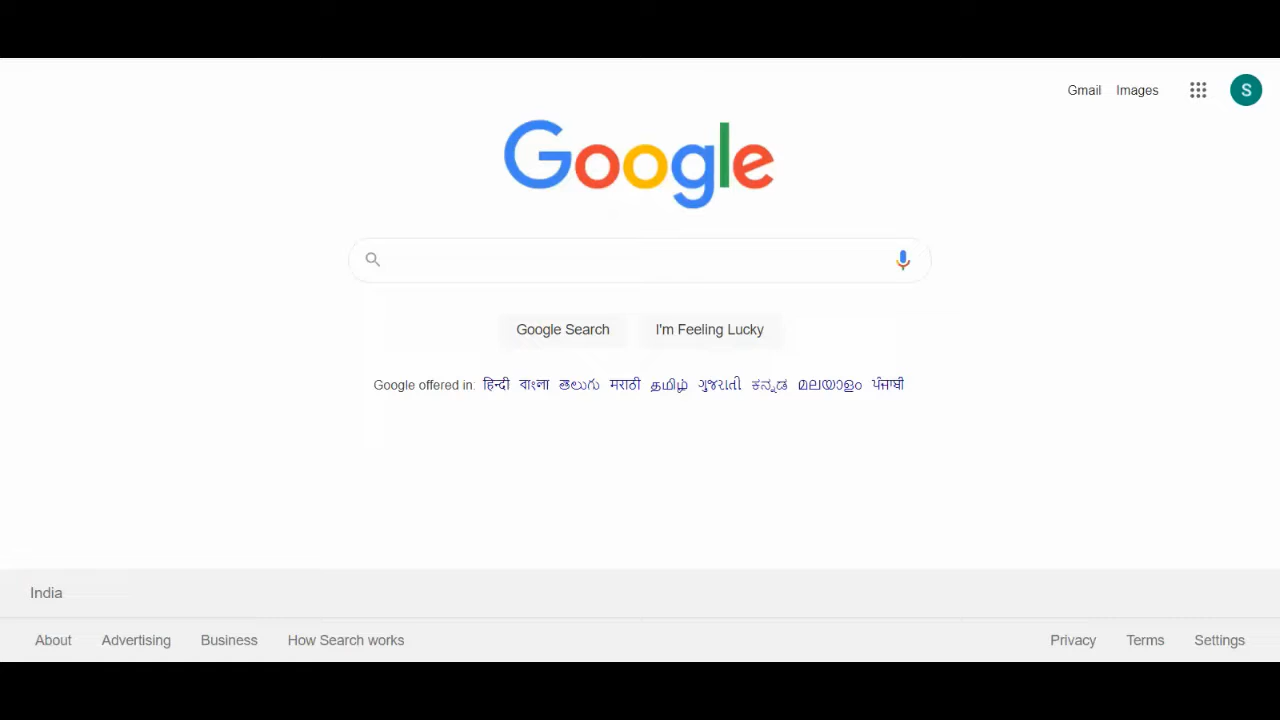 Gmail Images S
Google
Google Search I'm Feeling Lucky
Google offered in: हिन्दी বাংলা తెలుగు मराठी தமிழ் ગુજરાતી ಕನ್ನಡ മലയാളം ਪੰਜਾਬੀ
India
About Advertising Business How Search works Privacy Terms Settings